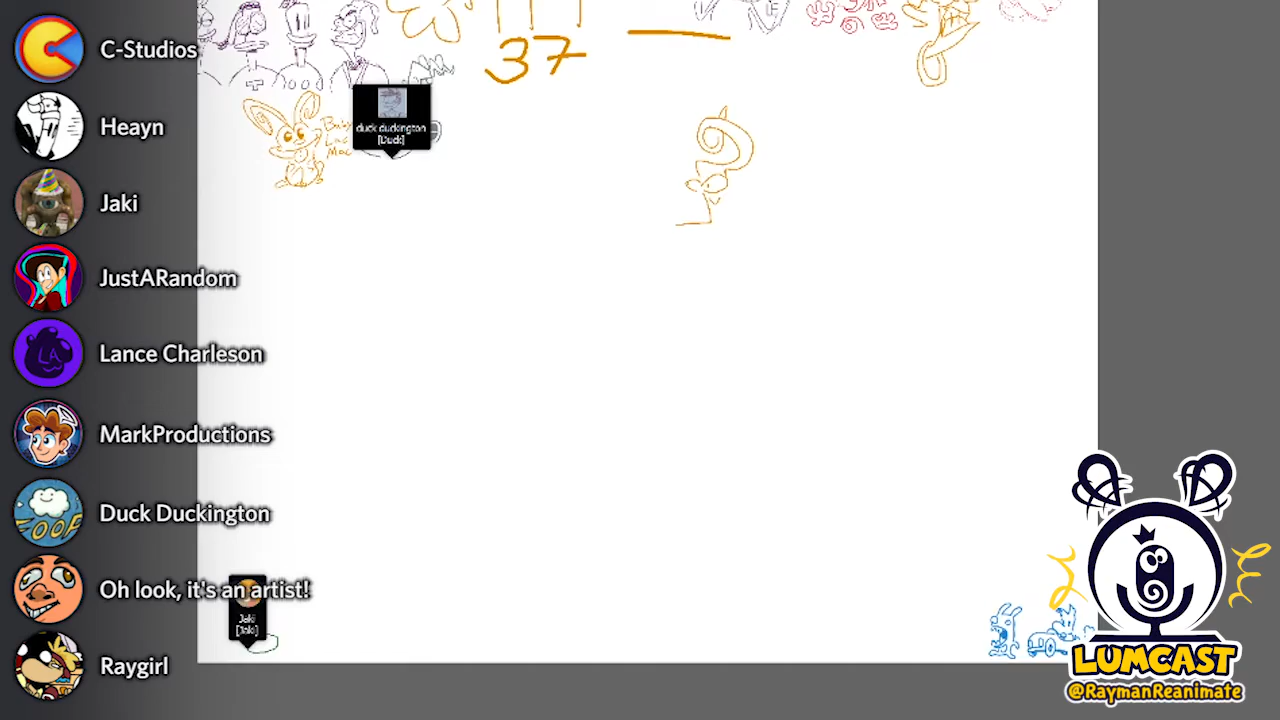 C-Studios
Heayn
Jaki
JustARandom
Lance Charleson
MarkProductions
Duck Duckington
Oh look, it's an artist!
Raygirl
37
duck duckington
[Duck]
Jaki
[Jaki]
LUMCAST
@RaymanReanimate